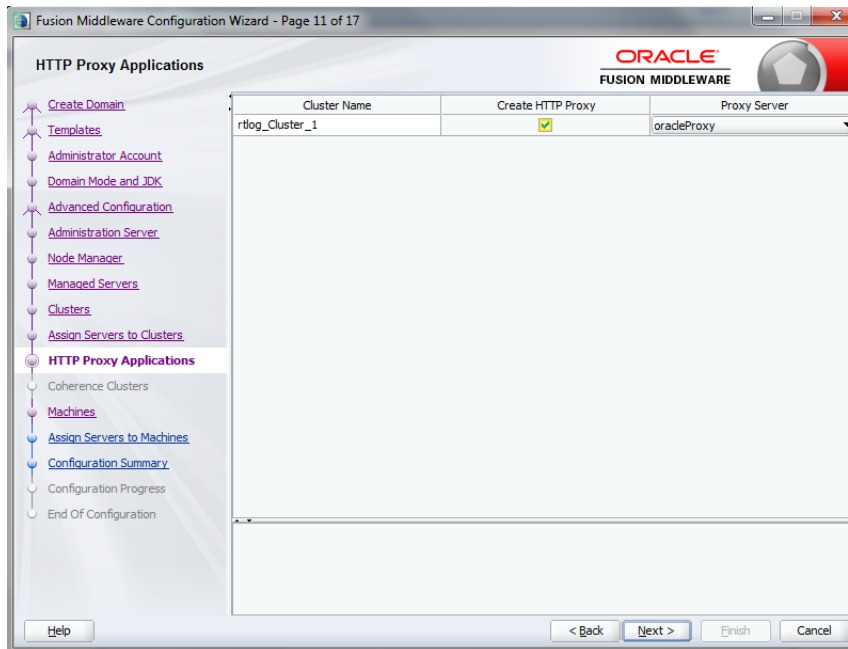 Fusion Middleware Configuration Wizard - Page 11 of 17
HTTP Proxy Applications
ORACLE
FUSION MIDDLEWARE
Create Domain
Templates
Administrator Account
Domain Mode and JDK
Advanced Configuration
Administration Server
Node Manager
Managed Servers
Clusters
Assign Servers to Clusters
HTTP Proxy Applications
Coherence Clusters
Machines
Assign Servers to Machines
Configuration Summary
Configuration Progress
End Of Configuration
Cluster Name Create HTTP Proxy Proxy Server
rtlog_Cluster_1 oracleProxy
Help < Back Next > Finish Cancel